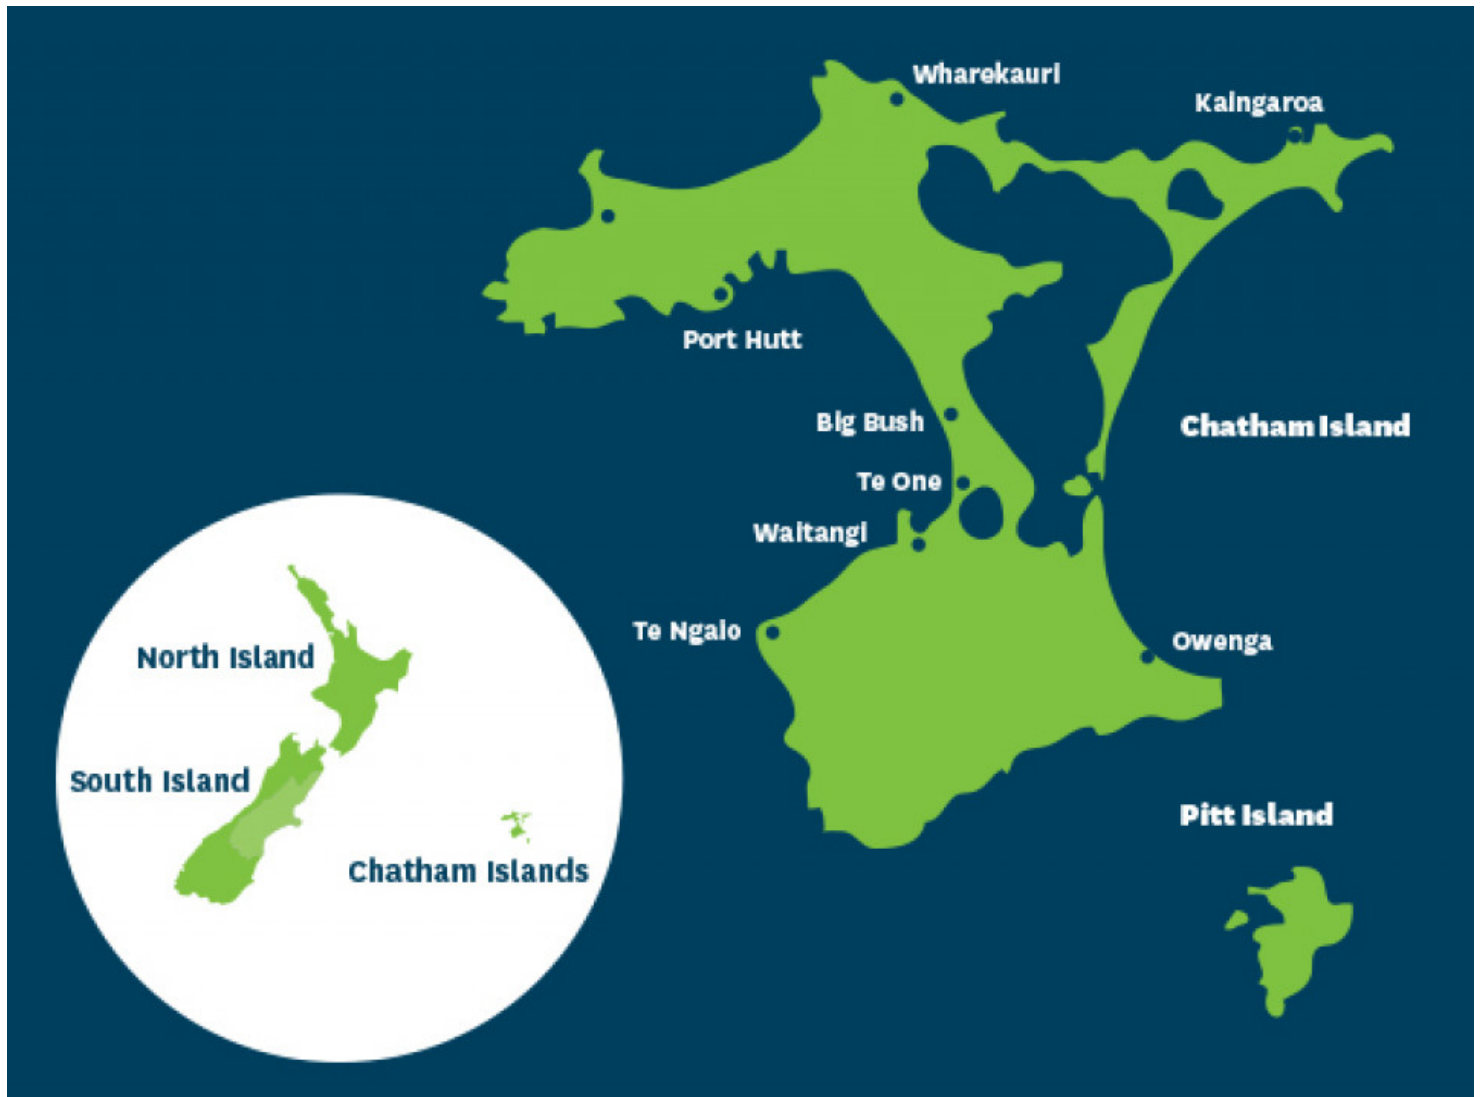 Wharekauri
Kaingaroa
Port Hutt
Big Bush
Chatham Island
Te One
Waitangi
Te Ngaio
Owenga
North Island
South Island
Pitt Island
Chatham Islands